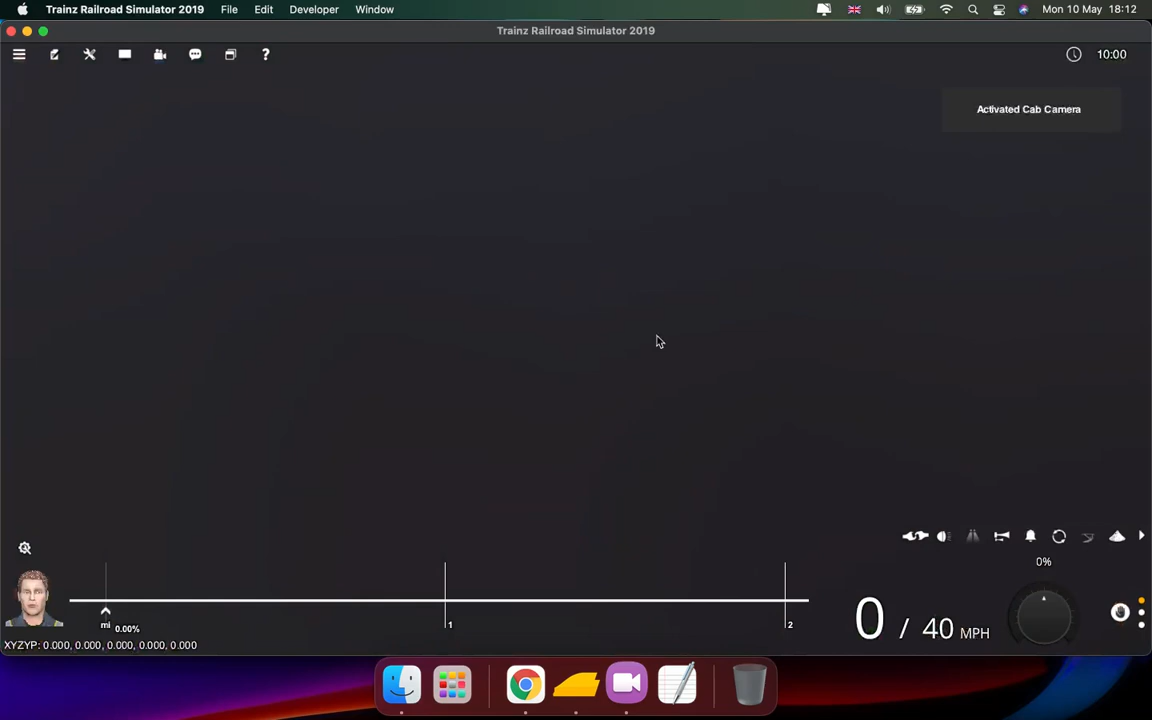 Trainz Railroad Simulator 2019 File Edit Developer Window Mon 10 May 18:12
Trainz Railroad Simulator 2019
? 10:00
Activated Cab Camera
0%
mi 0.00% 1 2
0 / 40 MPH
XYZYP: 0.000, 0.000, 0.000, 0.000, 0.000